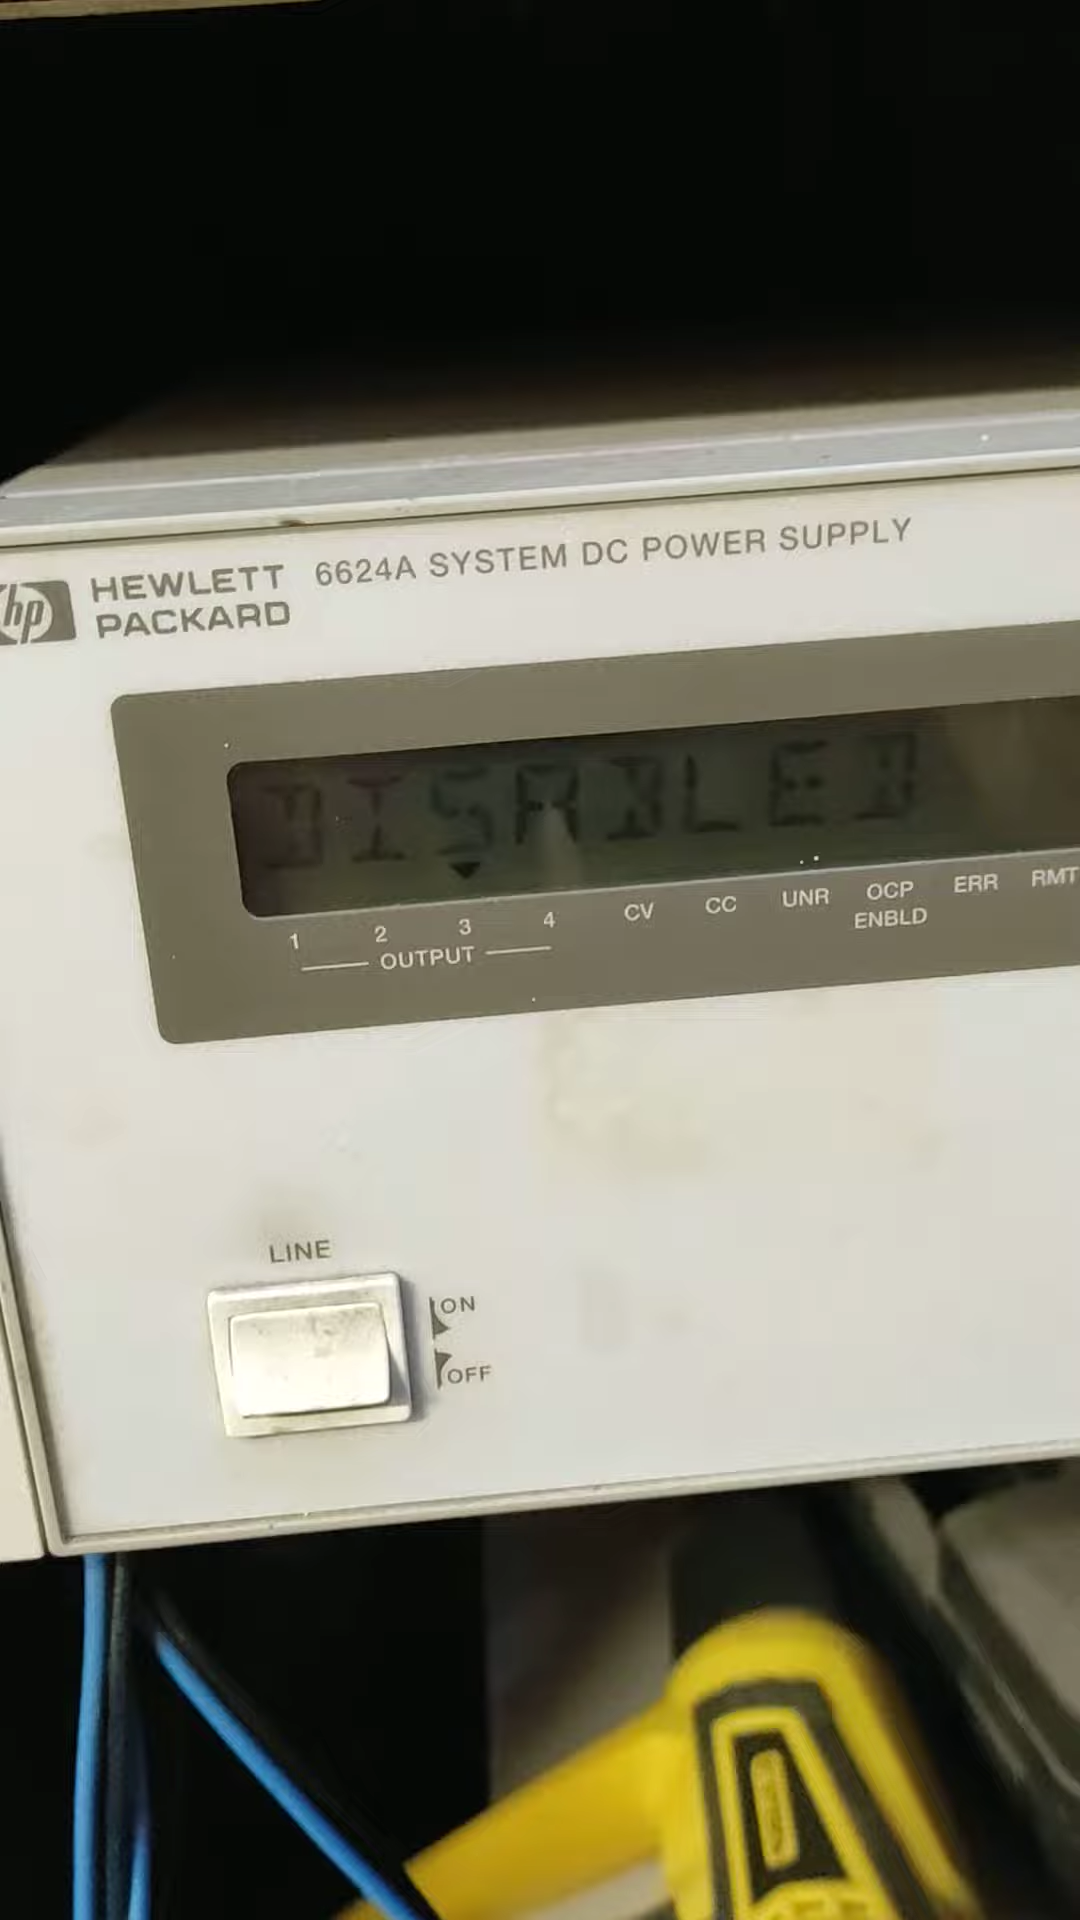 hp HEWLETT PACKARD 6624A SYSTEM DC POWER SUPPLY
DISABLED
1 2 3 4 CV CC UNR OCP ENBLD ERR RMT
OUTPUT
LINE
ON
OFF